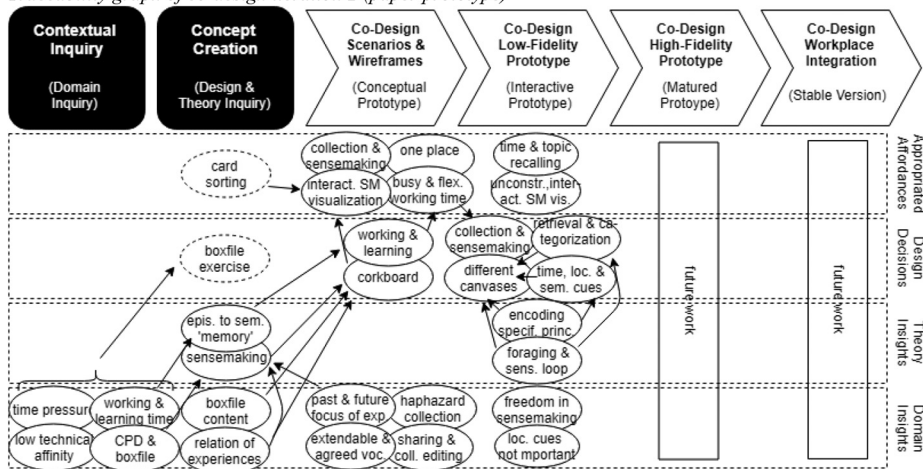 Contextual
Inquiry
(Domain
Inquiry)
Concept
Creation
(Design &
Theory Inquiry)
Co-Design
Scenarios &
Wireframes
(Conceptual
Prototype)
Co-Design
Low-Fidelity
Prototype
(Interactive
Prototype)
Co-Design
High-Fidelity
Prototype
(Matured
Protoype)
Co-Design
Workplace
Integration
(Stable Version)
card
sorting
collection &
sensemaking
interact. SM
visualization
one place
busy & flex.
working time
time & topic
recalling
unconstr.,inter-
act. SM vis.
Appropriated
Affordances
boxfile
exercise
working &
learning
corkboard
collection &
sensemaking
different
canvases
retrieval & ca-
tegorization
time, loc. &
sem. cues
Design
Decisions
epis. to sem.
'memory'
sensemaking
encoding
specif. princ.
foraging &
sens. loop
Theory
Insights
time pressure
low technical
affinity
working &
learning time
CPD &
boxfile
boxfile
content
relation of
experiences
past & future
focus of exp.
extendable &
agreed voc.
haphazard
collection
sharing &
coll. editing
freedom in
sensemaking
loc. cues
not mportant
Domain
Insights
future work
future work